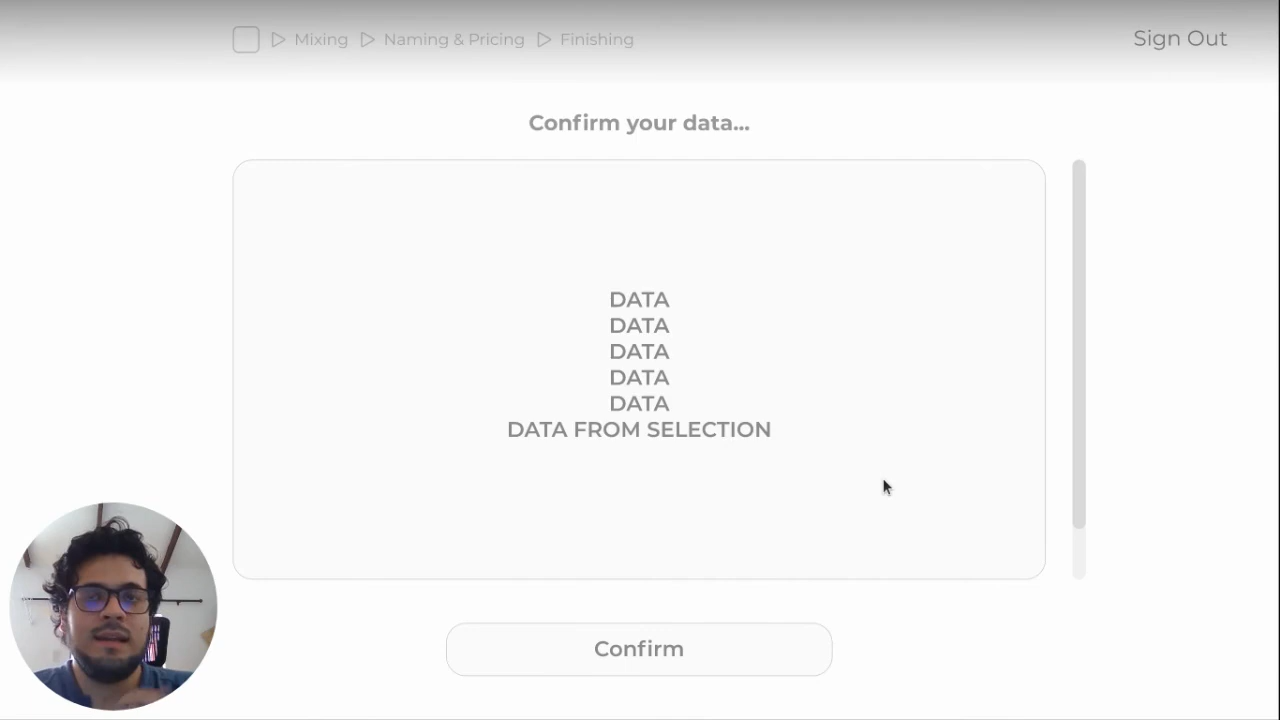 Mixing Naming & Pricing Finishing Sign Out
Confirm your data...
DATA
DATA
DATA
DATA
DATA
DATA FROM SELECTION
Confirm